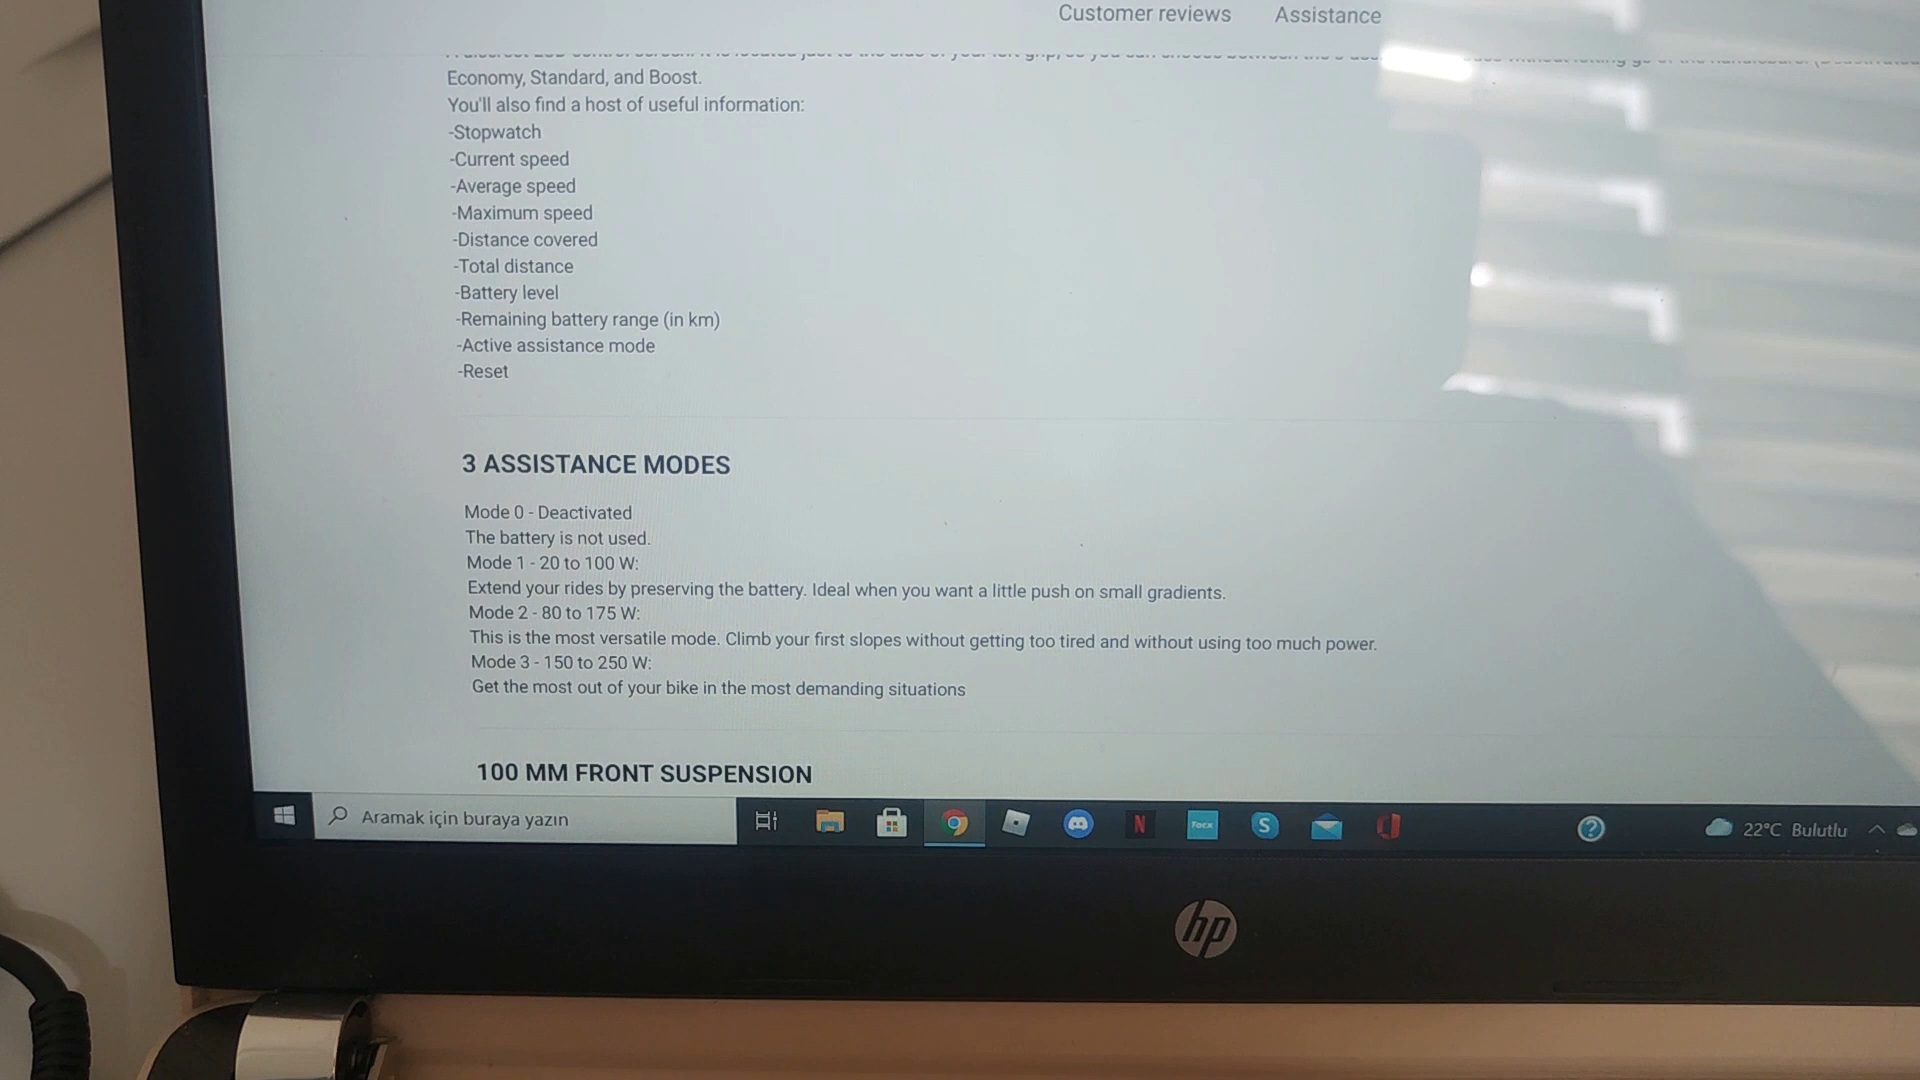 Customer reviews Assistance
Economy, Standard, and Boost.
You'll also find a host of useful information:
-Stopwatch
-Current speed
-Average speed
-Maximum speed
-Distance covered
-Total distance
-Battery level
-Remaining battery range (in km)
-Active assistance mode
-Reset
3 ASSISTANCE MODES
Mode 0 - Deactivated
The battery is not used.
Mode 1 - 20 to 100 W:
Extend your rides by preserving the battery. Ideal when you want a little push on small gradients.
Mode 2 - 80 to 175 W:
This is the most versatile mode. Climb your first slopes without getting too tired and without using too much power.
Mode 3 - 150 to 250 W:
Get the most out of your bike in the most demanding situations
100 MM FRONT SUSPENSION
Aramak için buraya yazın
N
Focx
S
?
22°C Bulutlu
hp